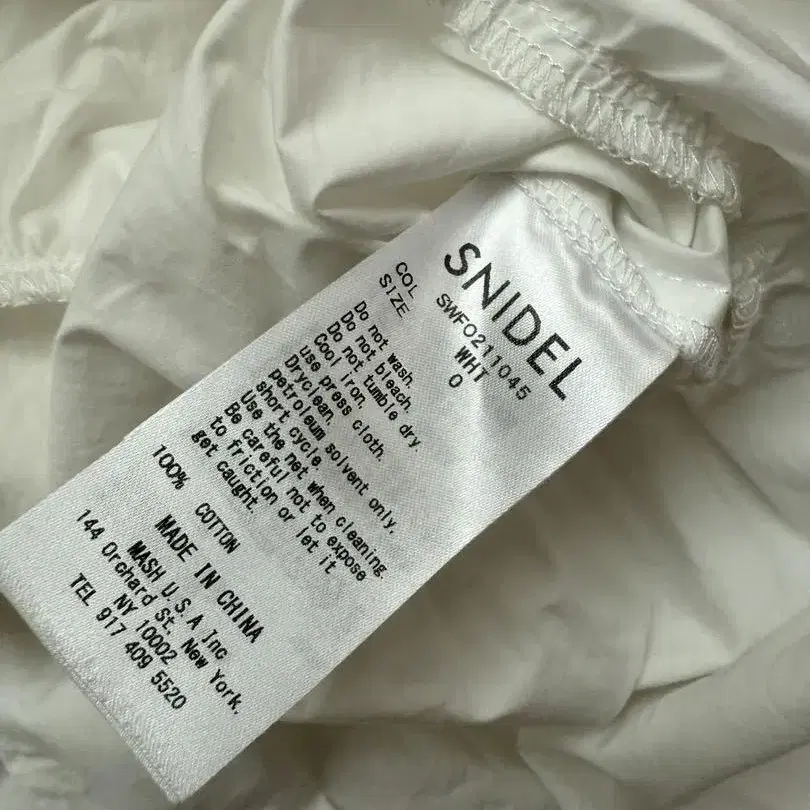 SNIDEL
SWFO211045
COL WHT
SIZE 0
Do not wash.
Do not bleach.
Do not tumble dry.
Cool iron,
use press cloth.
Dryclean,
petroleum solvent only.
short cycle.
Use the net when cleaning.
Be careful not to expose
to friction or let it
get caught.
100% COTTON
MADE IN CHINA
MASH U.S.A Inc
144 Orchard St, New York,
NY 10002
TEL 917 409 5520